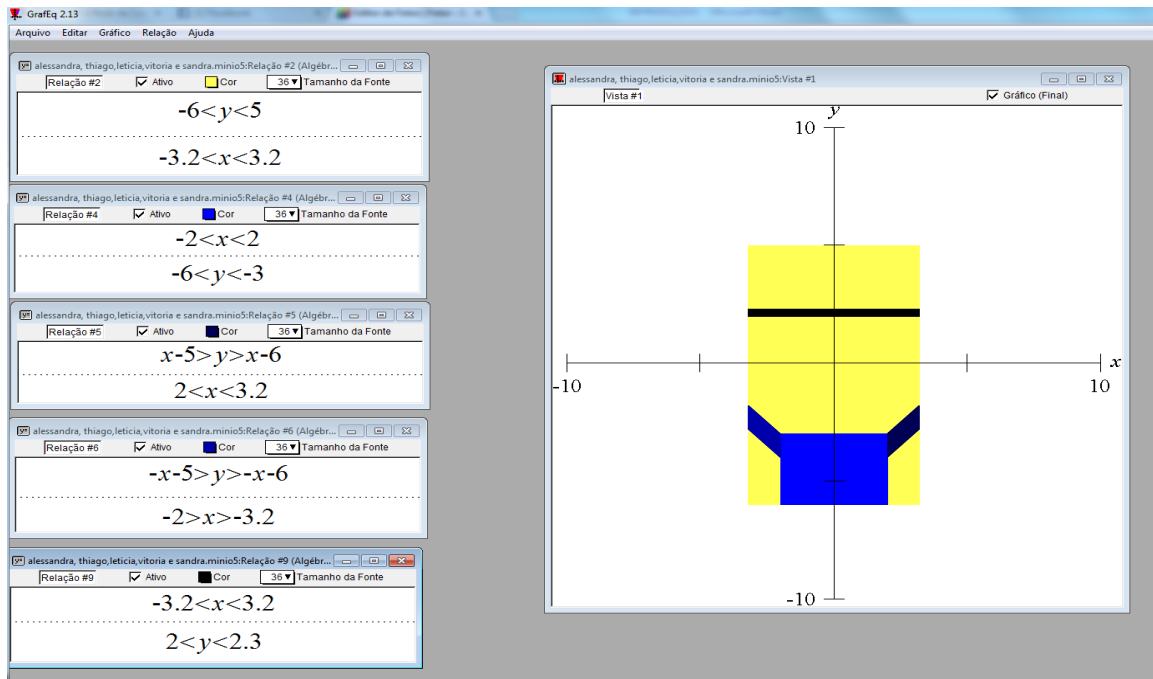 GrafEq 2.13
Arquivo Editar Gráfico Relação Ajuda
alessandra, thiago,leticia,vitoria e sandra.minio5:Relação #2 (Algébr...
Relação #2 Ativo Cor 36 Tamanho da Fonte
-6<y<5
-3.2<x<3.2
alessandra, thiago,leticia,vitoria e sandra.minio5:Relação #4 (Algébr...
Relação #4 Ativo Cor 36 Tamanho da Fonte
-2<x<2
-6<y<-3
alessandra, thiago,leticia,vitoria e sandra.minio5:Relação #5 (Algébr...
Relação #5 Ativo Cor 36 Tamanho da Fonte
x-5>y>x-6
2<x<3.2
alessandra, thiago,leticia,vitoria e sandra.minio5:Relação #6 (Algébr...
Relação #6 Ativo Cor 36 Tamanho da Fonte
-x-5>y>-x-6
-2>x>-3.2
alessandra, thiago,leticia,vitoria e sandra.minio5:Relação #9 (Algébr...
Relação #9 Ativo Cor 36 Tamanho da Fonte
-3.2<x<3.2
2<y<2.3
alessandra, thiago,leticia,vitoria e sandra.minio5:Vista #1
Vista #1 Gráfico (Final)
y
10
x
-10 10
-10